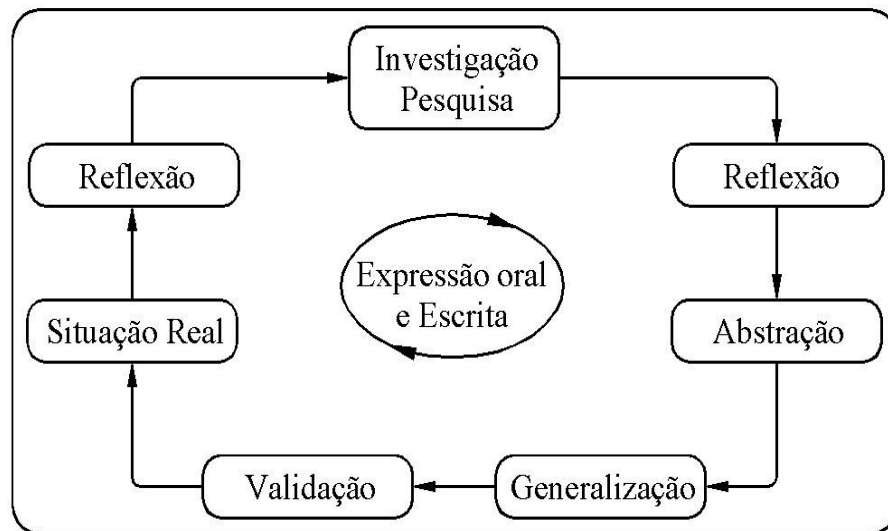 Investigação
Pesquisa
Reflexão
Reflexão
Expressão oral
e Escrita
Situação Real
Abstração
Validação
Generalização